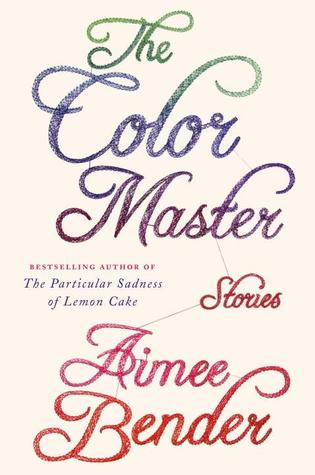 The
Color
Master
BESTSELLING AUTHOR OF
The Particular Sadness
of Lemon Cake
Stories
Aimee
Bender